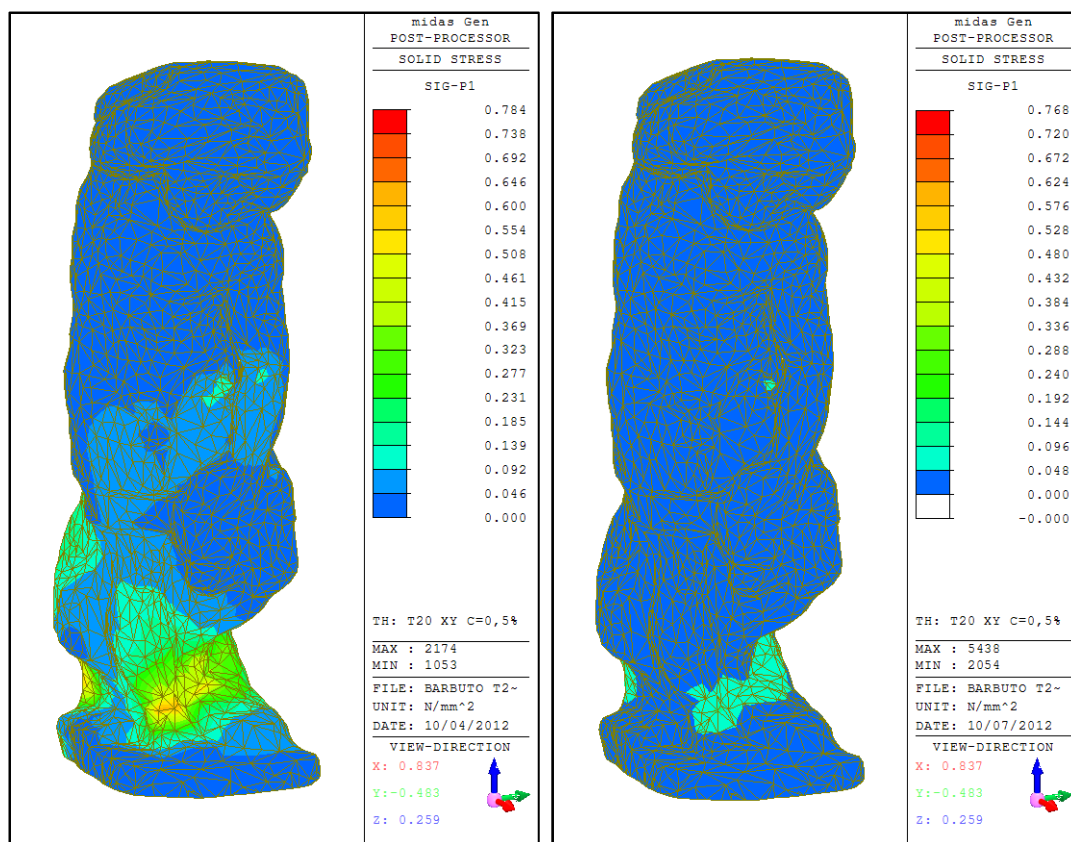 midas Gen
POST-PROCESSOR
SOLID STRESS
SIG-P1
0.784
0.738
0.692
0.646
0.600
0.554
0.508
0.461
0.415
0.369
0.323
0.277
0.231
0.185
0.139
0.092
0.046
0.000
TH: T20 XY C=0,5%
MAX : 2174
MIN : 1053
FILE: BARBUTO T2~
UNIT: N/mm^2
DATE: 10/04/2012
VIEW-DIRECTION
X: 0.837
Y:-0.483
Z: 0.259
midas Gen
POST-PROCESSOR
SOLID STRESS
SIG-P1
0.768
0.720
0.672
0.624
0.576
0.528
0.480
0.432
0.384
0.336
0.288
0.240
0.192
0.144
0.096
0.048
0.000
-0.000
TH: T20 XY C=0,5%
MAX : 5438
MIN : 2054
FILE: BARBUTO T2~
UNIT: N/mm^2
DATE: 10/07/2012
VIEW-DIRECTION
X: 0.837
Y:-0.483
Z: 0.259